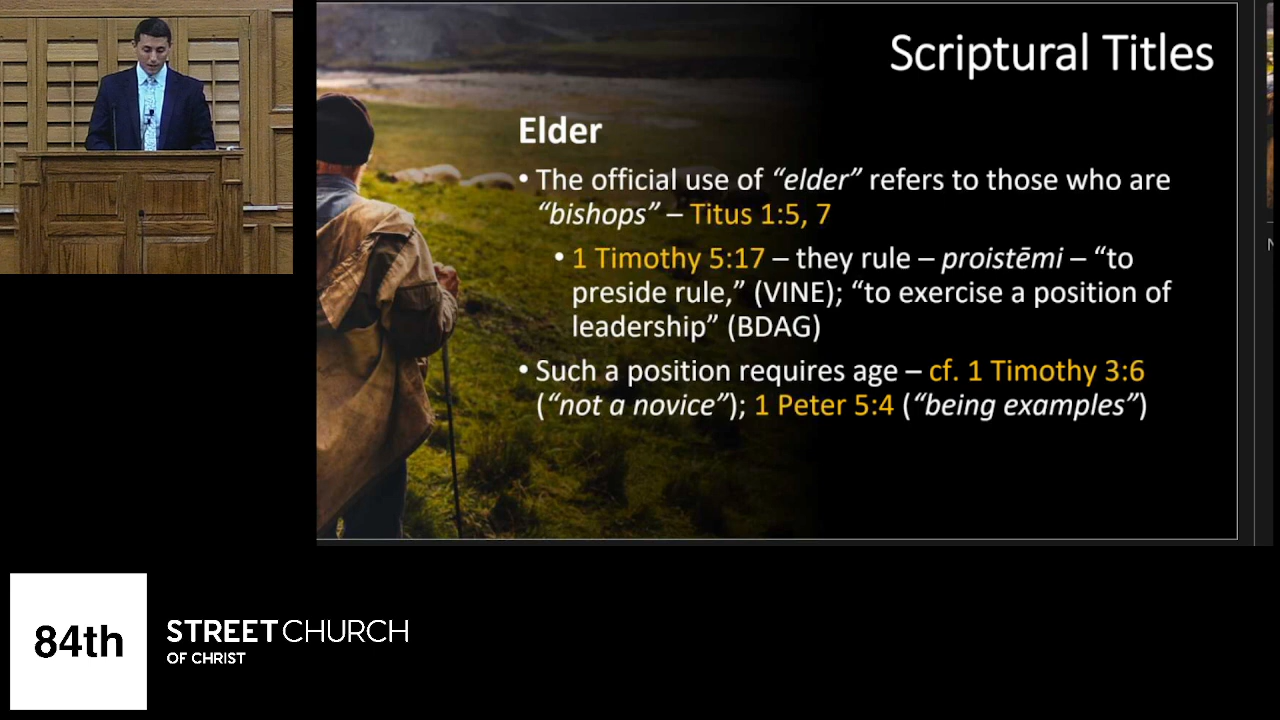 Scriptural Titles
Elder
• The official use of “elder” refers to those who are
“bishops” – Titus 1:5, 7
• 1 Timothy 5:17 – they rule – proistēmi – “to
preside rule,” (VINE); “to exercise a position of
leadership” (BDAG)
• Such a position requires age – cf. 1 Timothy 3:6
(“not a novice”); 1 Peter 5:4 (“being examples”)
84th
STREET CHURCH
OF CHRIST